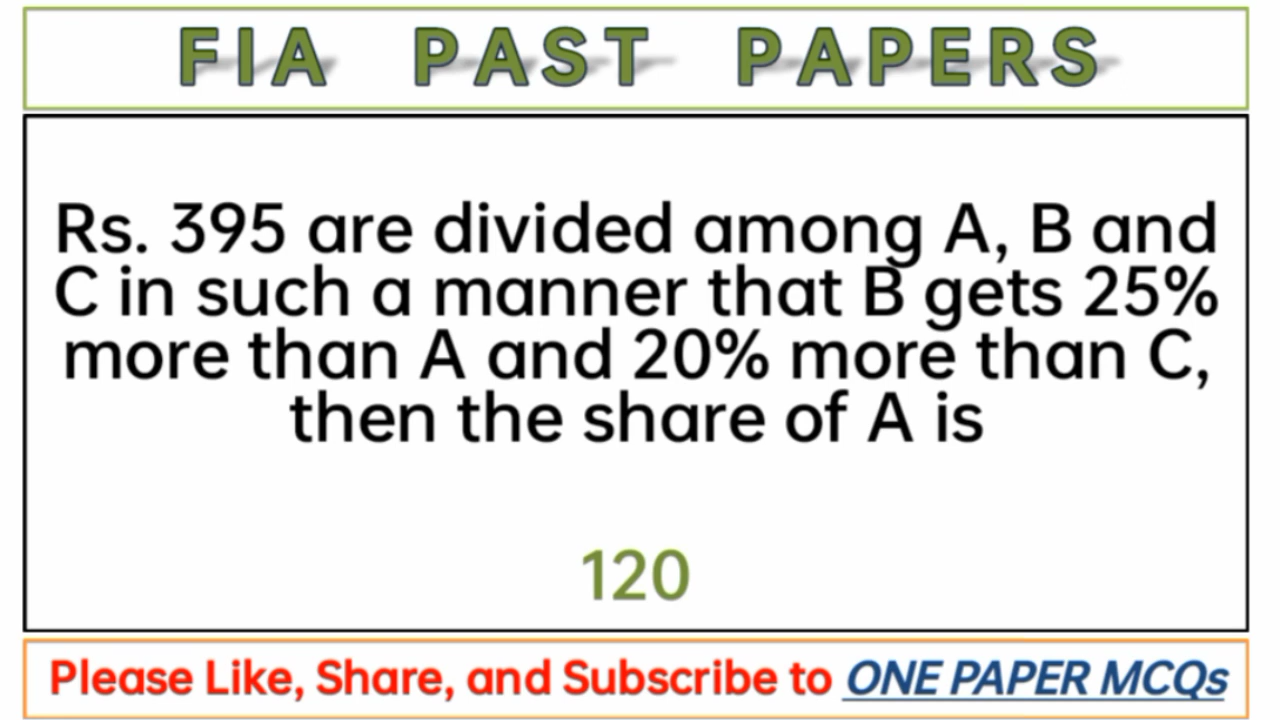 FIA PAST PAPERS
Rs. 395 are divided among A, B and
C in such a manner that B gets 25%
more than A and 20% more than C,
then the share of A is
120
Please Like, Share, and Subscribe to ONE PAPER MCQs